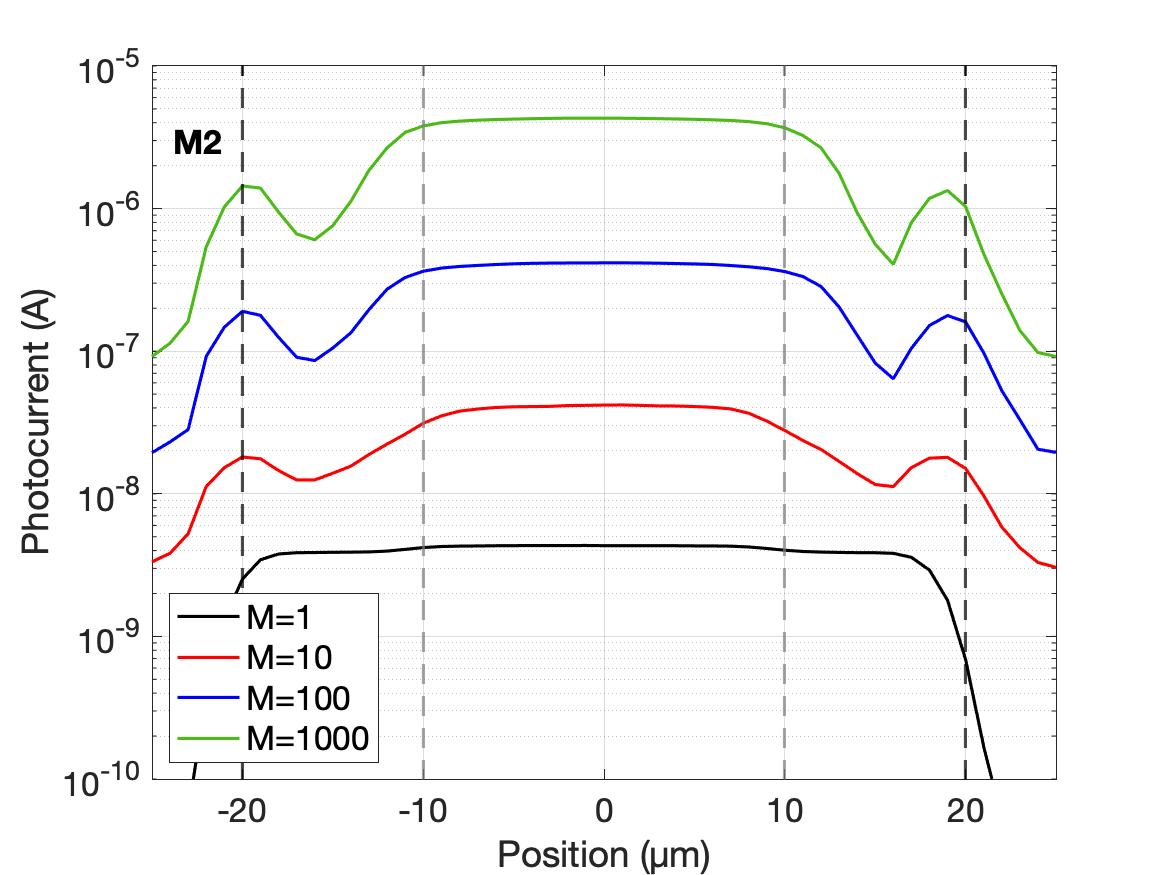 10⁻⁵
M2
10⁻⁶
10⁻⁷
10⁻⁸
10⁻⁹
10⁻¹⁰
Photocurrent (A)
M=1
M=10
M=100
M=1000
-20 -10 0 10 20
Position (μm)